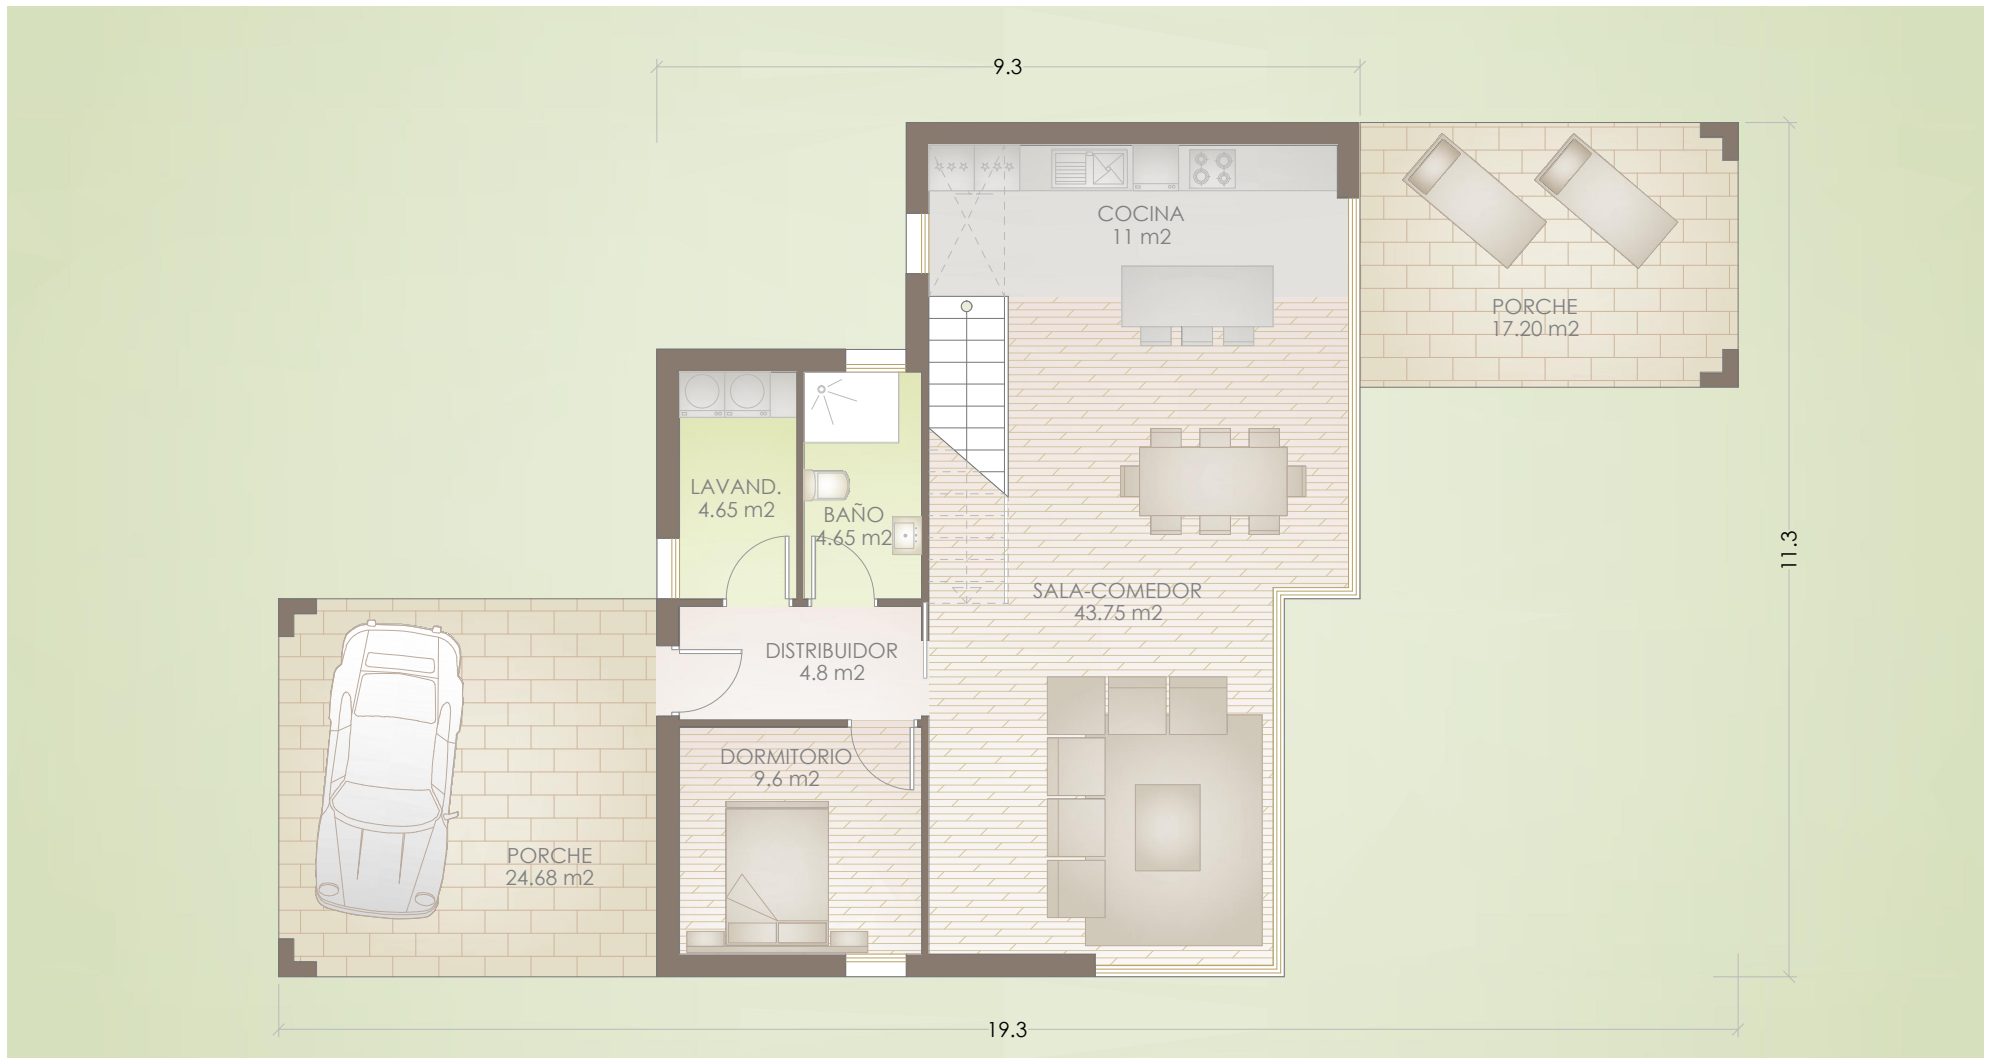 9.3
COCINA
11 m2
PORCHE
17.20 m2
LAVAND.
4.65 m2
BAÑO
4.65 m2
11.3
SALA-COMEDOR
43.75 m2
DISTRIBUIDOR
4.8 m2
DORMITORIO
9.6 m2
PORCHE
24.68 m2
19.3